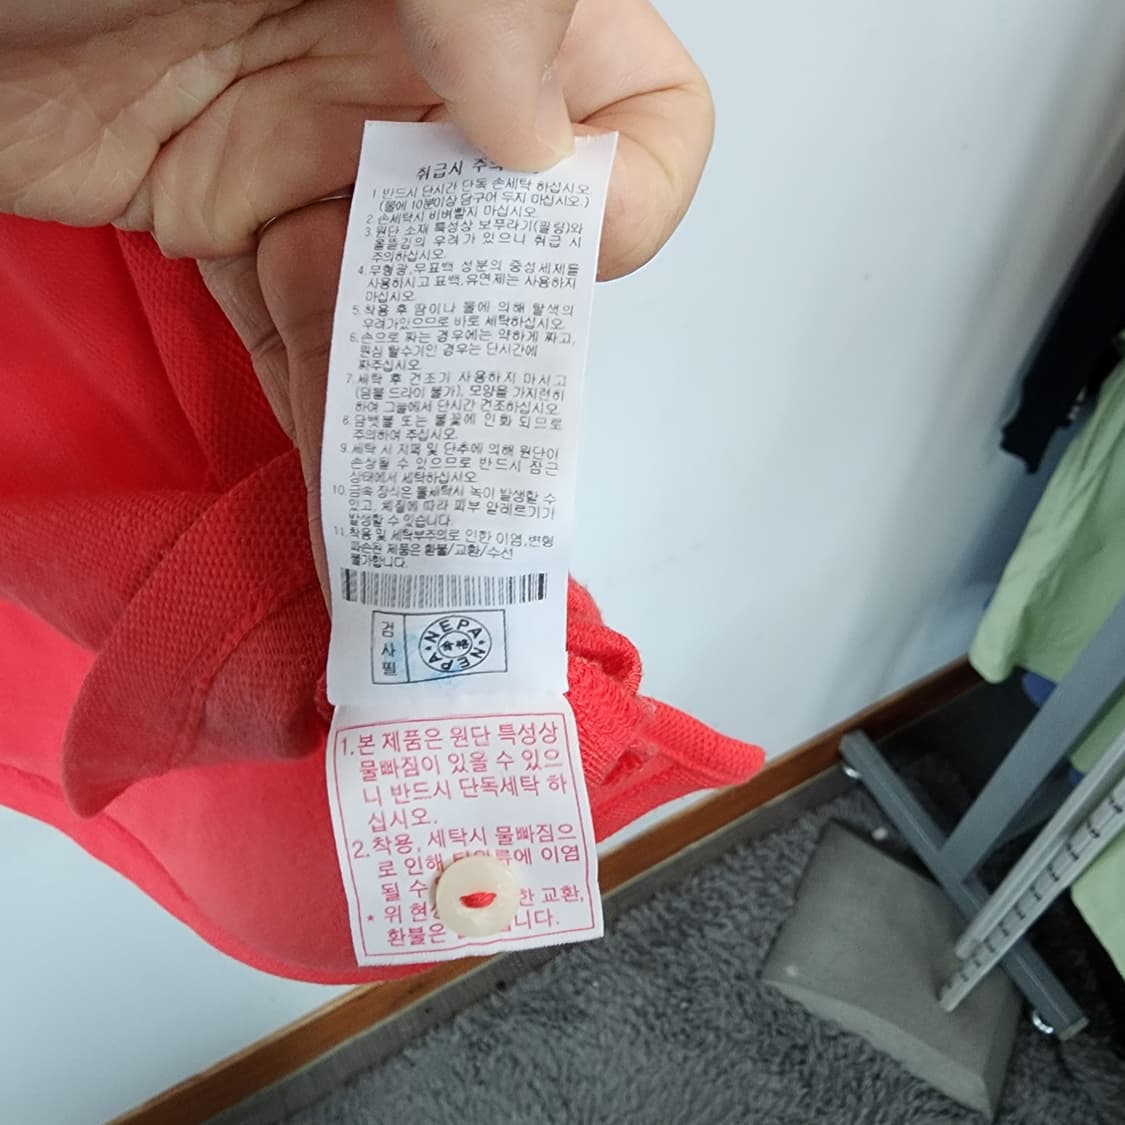 취급시 주
1.반드시 단시간 단독 손세탁 하십시오.
(물에 10분이상 담구어 두지 마십시오.)
2.손세탁시 비벼빨지 마십시오.
3.원단 소재 특성상 보푸라기(필링)와
올뜯김의 우려가 있으니 취급 시
주의하십시오.
4.무형광,무표백 성분의 중성세제를
사용하시고 표백,유연제는 사용하지
마십시오.
5.착용 후 땀이나 물에 의해 탈색의
우려가있으므로 바로 세탁하십시오.
6.손으로 짜는 경우에는 약하게 짜고,
원심 탈수기인 경우는 단시간에
짜주십시오.
7.세탁 후 건조기 사용하지 마시고
(덤블 드라이 불가), 모양을 가지런히
하여 그늘에서 단시간 건조하십시오.
8.담뱃불 또는 불꽃에 인화 되므로
주의하여 주십시오.
9.세탁 시 지퍼 및 단추에 의해 원단이
손상될 수 있으므로 반드시 잠근
상태에서 세탁하십시오.
10.금속 장식은 물세탁시 녹이 발생할 수
있고, 체질에 따라 피부 알레르기가
발생할 수 있습니다.
11.착용 및 세탁부주의로 인한 이염,변형
파손된 제품은 환불/교환/수선
불가합니다.
검사필
NEPA
合格
NEPA
1.본 제품은 원단 특성상
물빠짐이 있을 수 있으
니 반드시 단독세탁 하
십시오.
2.착용, 세탁시 물빠짐으
로 인해 에 이염
될 수 한 교환,
* 위 현
환불은 니다.